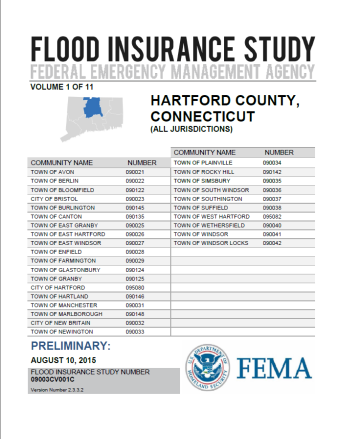 FLOOD INSURANCE STUDY
FEDERAL EMERGENCY MANAGEMENT AGENCY
VOLUME 1 OF 11
HARTFORD COUNTY,
CONNECTICUT
(ALL JURISDICTIONS)
COMMUNITY NAME NUMBER
TOWN OF AVON 090021
TOWN OF BERLIN 090022
TOWN OF BLOOMFIELD 090122
CITY OF BRISTOL 090023
TOWN OF BURLINGTON 090145
TOWN OF CANTON 090135
TOWN OF EAST GRANBY 090025
TOWN OF EAST HARTFORD 090026
TOWN OF EAST WINDSOR 090027
TOWN OF ENFIELD 090028
TOWN OF FARMINGTON 090029
TOWN OF GLASTONBURY 090124
TOWN OF GRANBY 090125
CITY OF HARTFORD 095080
TOWN OF HARTLAND 090146
TOWN OF MANCHESTER 090031
TOWN OF MARLBOROUGH 090148
CITY OF NEW BRITAIN 090032
TOWN OF NEWINGTON 090033
COMMUNITY NAME NUMBER
TOWN OF PLAINVILLE 090034
TOWN OF ROCKY HILL 090142
TOWN OF SIMSBURY 090035
TOWN OF SOUTH WINDSOR 090036
TOWN OF SOUTHINGTON 090037
TOWN OF SUFFIELD 090038
TOWN OF WEST HARTFORD 095082
TOWN OF WETHERSFIELD 090040
TOWN OF WINDSOR 090041
TOWN OF WINDSOR LOCKS 090042
PRELIMINARY:
AUGUST 10, 2015
FLOOD INSURANCE STUDY NUMBER
09003CV001C
Version Number 2.3.3.2
U.S. DEPARTMENT OF
HOMELAND SECURITY
FEMA